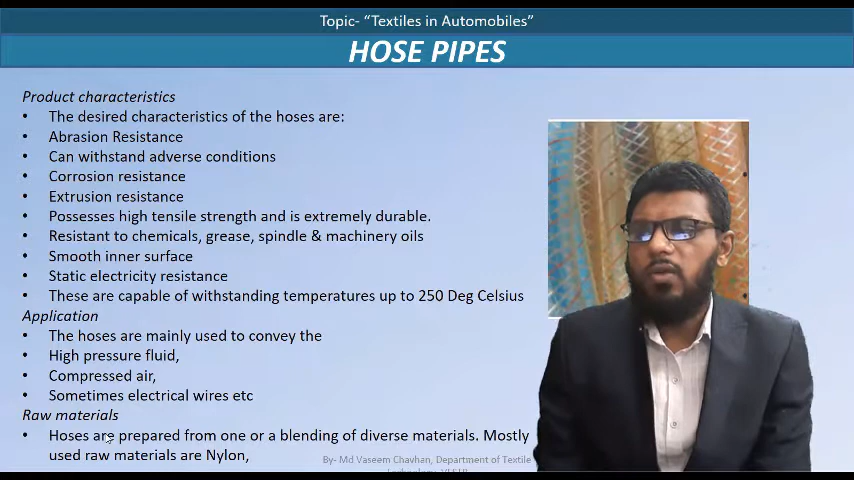 Topic- “Textiles in Automobiles”
HOSE PIPES
Product characteristics
• The desired characteristics of the hoses are:
• Abrasion Resistance
• Can withstand adverse conditions
• Corrosion resistance
• Extrusion resistance
• Possesses high tensile strength and is extremely durable.
• Resistant to chemicals, grease, spindle & machinery oils
• Smooth inner surface
• Static electricity resistance
• These are capable of withstanding temperatures up to 250 Deg Celsius
Application
• The hoses are mainly used to convey the
• High pressure fluid,
• Compressed air,
• Sometimes electrical wires etc
Raw materials
• Hoses are prepared from one or a blending of diverse materials. Mostly
used raw materials are Nylon,
By- Md Vaseem Chavhan, Department of Textile